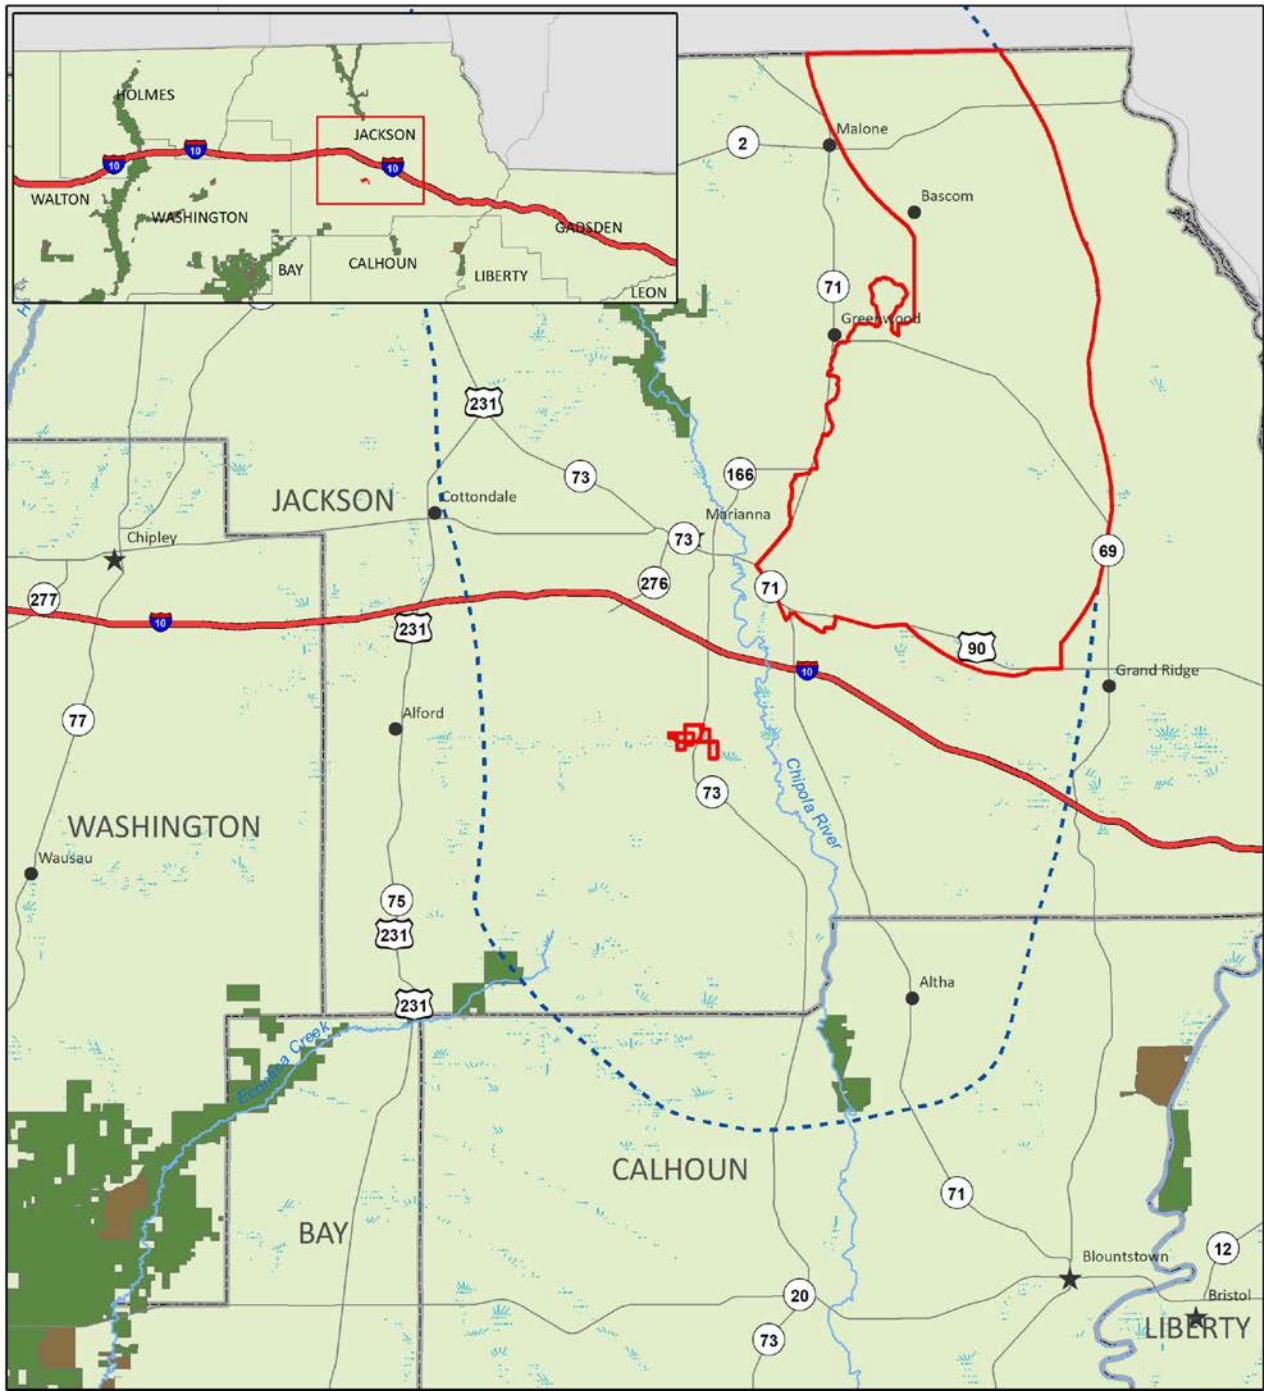 HOLMES
JACKSON
10
10
10
WALTON
WASHINGTON
GADSDEN
BAY
CALHOUN
LIBERTY
LEON
2
Malone
Bascom
71
Greenwood
231
73
166
JACKSON
Cottondale
Marianna
Chipley
73
69
277
276
71
10
231
90
10
Grand Ridge
77
Alford
73
Chipola River
WASHINGTON
Wausau
75
231
231
Altha
Econfina Creek
CALHOUN
71
BAY
12
Blountstown
20
Bristol
73
LIBERTY